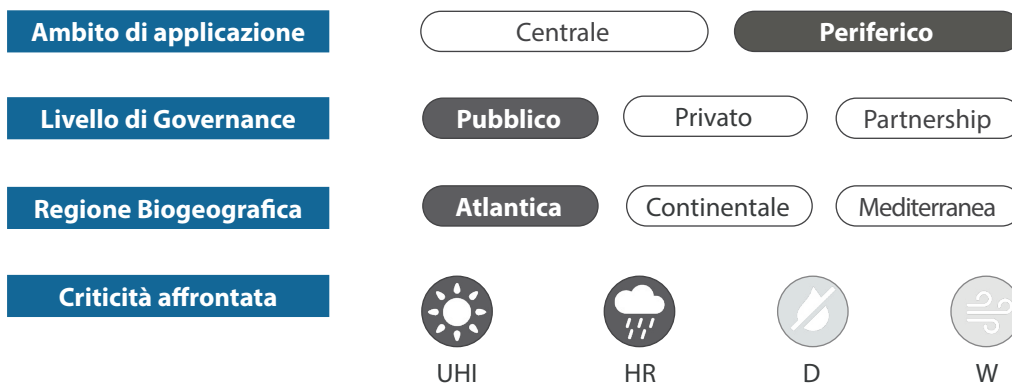 Ambito di applicazione Centrale Periferico
Livello di Governance Pubblico Privato Partnership
Regione Biogeografica Atlantica Continentale Mediterranea
Criticità affrontata
UHI HR D W